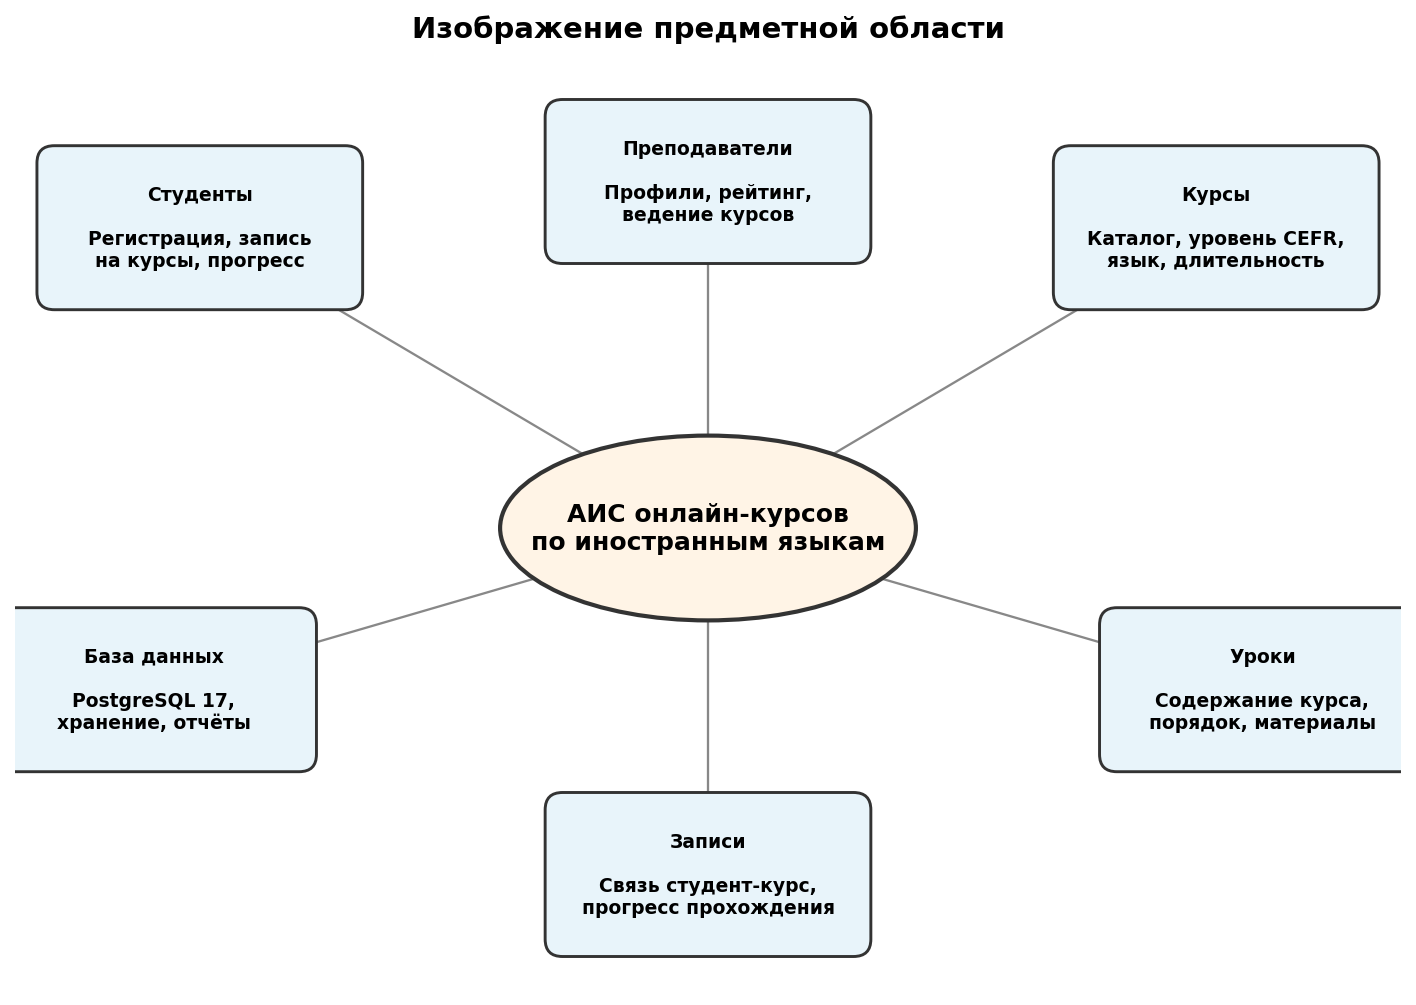 Изображение предметной области
Студенты
Регистрация, запись
на курсы, прогресс
Преподаватели
Профили, рейтинг,
ведение курсов
Курсы
Каталог, уровень CEFR,
язык, длительность
АИС онлайн-курсов
по иностранным языкам
База данных
PostgreSQL 17,
хранение, отчёты
Уроки
Содержание курса,
порядок, материалы
Записи
Связь студент-курс,
прогресс прохождения